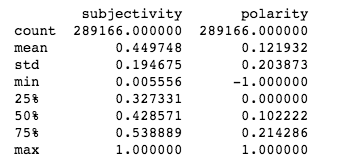 subjectivity polarity
count 289166.000000 289166.000000
mean 0.449748 0.121932
std 0.194675 0.203873
min 0.005556 -1.000000
25% 0.327331 0.000000
50% 0.428571 0.102222
75% 0.538889 0.214286
max 1.000000 1.000000